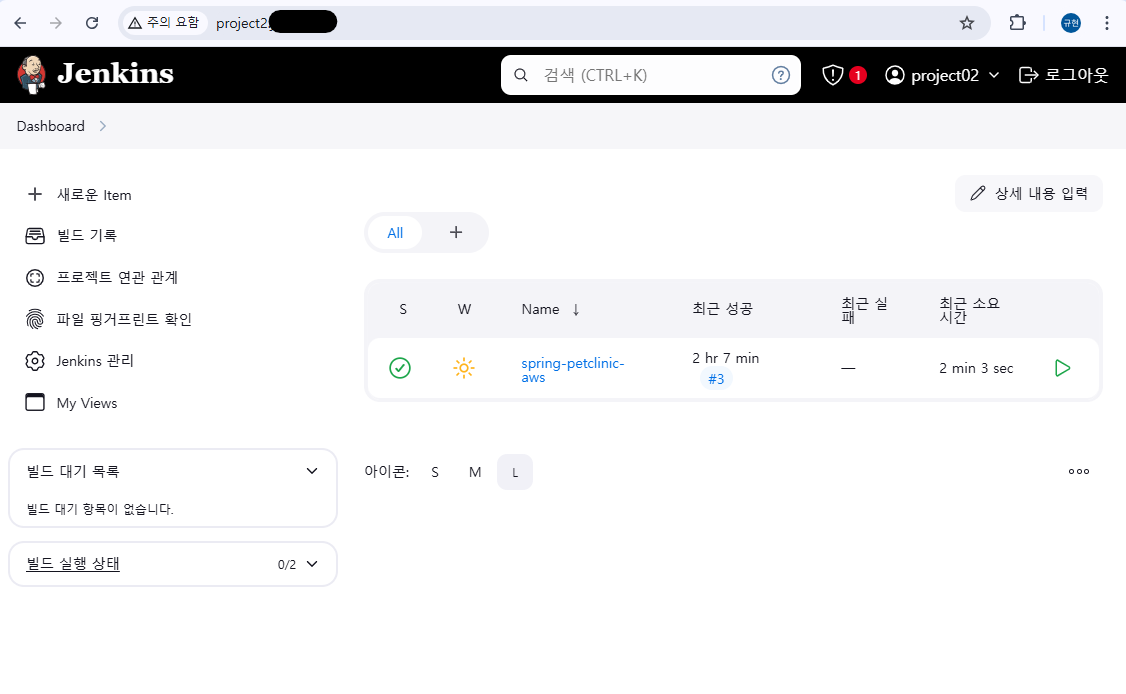 주의 요함
project2.
규현
Jenkins
검색 (CTRL+K)
?
1
project02
로그아웃
Dashboard
새로운 Item
빌드 기록
프로젝트 연관 관계
파일 핑거프린트 확인
Jenkins 관리
My Views
빌드 대기 목록
빌드 대기 항목이 없습니다.
빌드 실행 상태
0/2
상세 내용 입력
All
+
S
W
Name ↓
최근 성공
최근 실
패
최근 소요
시간
spring-petclinic-
aws
2 hr 7 min
#3
—
2 min 3 sec
아이콘:
S
M
L